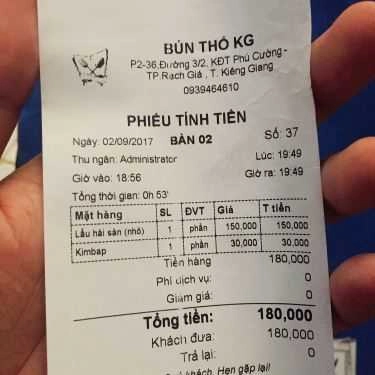 BÚN THỐ KG
P2-36,Đường 3/2, KĐT Phú Cường-
TP.Rạch Giá , T. Kiêng Giang
0939464610
PHIẾU TÍNH TIỀN
Ngày: 02/09/2017 BÀN 02 Số: 37
Thu ngân: Administrator Lúc: 19:49
Giờ vào: 18:56 Giờ ra: 19:49
Tổng thời gian: 0h 53'
Mặt hàng SL ĐVT Giá T tiền
Lẩu hải sản (nhỏ) 1 phần 150,000 150,000
Kimbap 1 phần 30,000 30,000
Tiền hàng 180,000
Phí dịch vụ: 0
Giảm giá: 0
Tổng tiền: 180,000
Khách đưa: 180,000
Trả lại: 0
khách. Hẹn gặp lại!